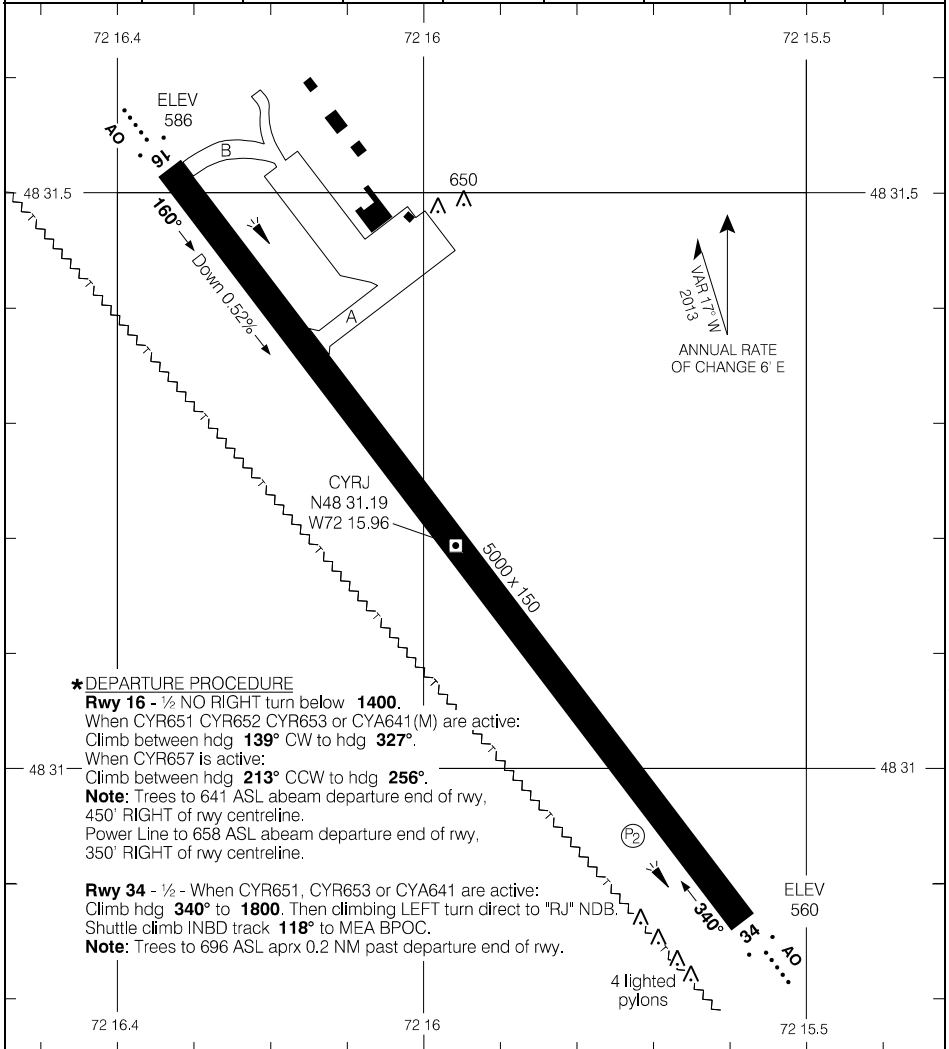 72 16.4
72 16
72 15.5
ELEV
586
AO
16
B
650
48 31.5
48 31.5
160°
Down 0.52%
A
VAR 17° W
2013
ANNUAL RATE
OF CHANGE 6' E
CYRJ
N48 31.19
W72 15.96
5000 x 150
*DEPARTURE PROCEDURE
Rwy 16 - ½ NO RIGHT turn below 1400.
When CYR651 CYR652 CYR653 or CYA641(M) are active:
Climb between hdg 139° CW to hdg 327°.
When CYR657 is active:
48 31
48 31
Climb between hdg 213° CCW to hdg 256°.
Note: Trees to 641 ASL abeam departure end of rwy,
450' RIGHT of rwy centreline.
Power Line to 658 ASL abeam departure end of rwy,
350' RIGHT of rwy centreline.
P2
Rwy 34 - ½ - When CYR651, CYR653 or CYA641 are active:
Climb hdg 340° to 1800. Then climbing LEFT turn direct to "RJ" NDB.
Shuttle climb INBD track 118° to MEA BPOC.
Note: Trees to 696 ASL aprx 0.2 NM past departure end of rwy.
340°
34
ELEV
560
AO
4 lighted
pylons
72 16.4
72 16
72 15.5